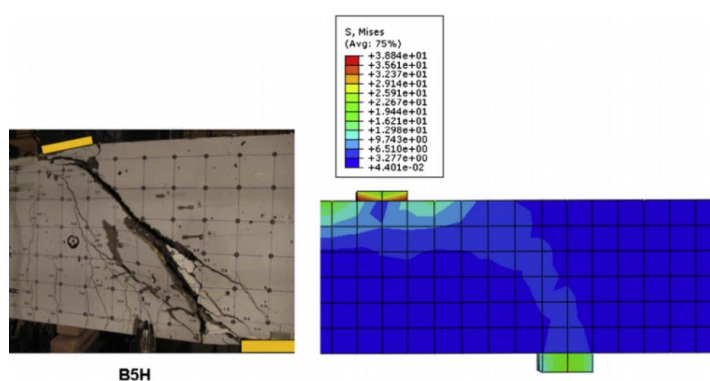 S, Mises
(Avg: 75%)
+3.884e+01
+3.561e+01
+3.237e+01
+2.914e+01
+2.591e+01
+2.267e+01
+1.944e+01
+1.621e+01
+1.298e+01
+9.743e+00
+6.510e+00
+3.277e+00
+4.401e-02
B5H